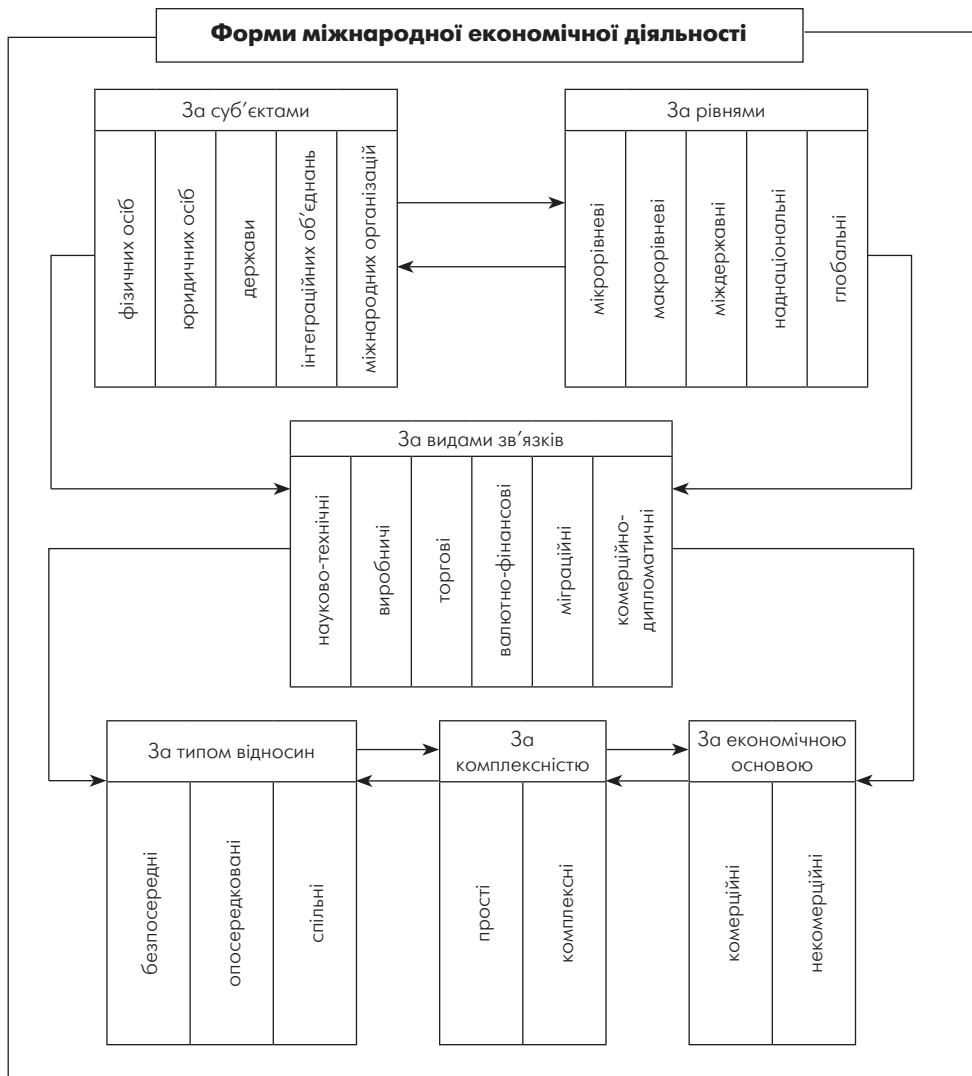 Форми міжнародної економічної діяльності
За суб’єктами
фізичних осіб
юридичних осіб
держави
інтеграційних об’єднань
міжнародних організацій
За рівнями
мікрорівневі
макрорівневі
міждержавні
наднаціональні
глобальні
За видами зв’язків
науково-технічні
виробничі
торгові
валютно-фінансові
міграційні
комерційно-
дипломатичні
За типом відносин
безпосередні
опосередковані
спільні
За
комплексністю
прості
комплексні
За економічною
основою
комерційні
некомерційні